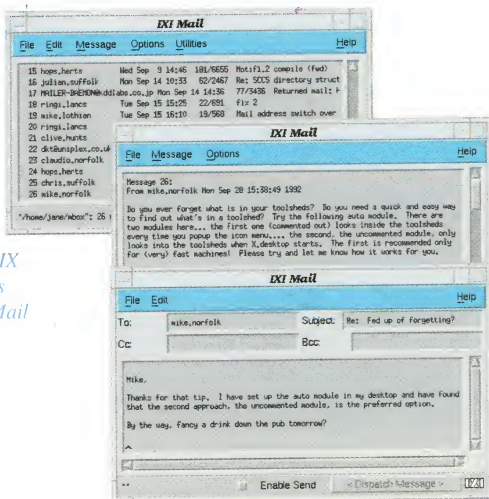 IXI Mail
File Edit Message Options Utilities Help
15 hops,herts Wed Sep 9 14:46 101/6655 Motif1.2 compile (fwd)
16 julian,suffolk Mon Sep 14 10:33 62/2467 Re: SCCS directory struct
17 MAILER-DAEMON@kddlabs.co.jp Mon Sep 14 14:36 77/3436 Returned mail: H
18 ringi,lancs Tue Sep 15 15:25 22/691 fix 2
19 mike,lothian Tue Sep 15 16:10 19/568 Mail address switch over
20 ringi,lancs
21 clive,hunts
22 dkt@uniplex,co,uk
23 claudio,norfolk
24 hops,herts
25 chris,suffolk
26 mike,norfolk
"/home/jane/mbox": 26
IXI Mail
File Message Options Help
Message 26:
From mike,norfolk Mon Sep 28 15:38:49 1992
Do you ever forget what is in your toolsheds? Do you need a quick and easy way
to find out what's in a toolshed? Try the following auto module. There are
two modules here... the first one (commented out) looks inside the toolsheds
every time you popup the icon menu.... the second, the uncommented module, only
looks into the toolsheds when X.desktop starts. The first is recommended only
for (very) fast machines! Please try and let me know how it works for you.
IX
s
Mail
IXI Mail
File Edit Help
To: mike,norfolk Subject: Re: Fed up of forgetting?
Cc: Bcc:
Mike,
Thanks for that tip. I have set up the auto module in my desktop and have found
that the second approach, the uncommented module, is the preferred option.
By the way, fancy a drink down the pub tomorrow?
Enable Send < Dispatch Message > IXI